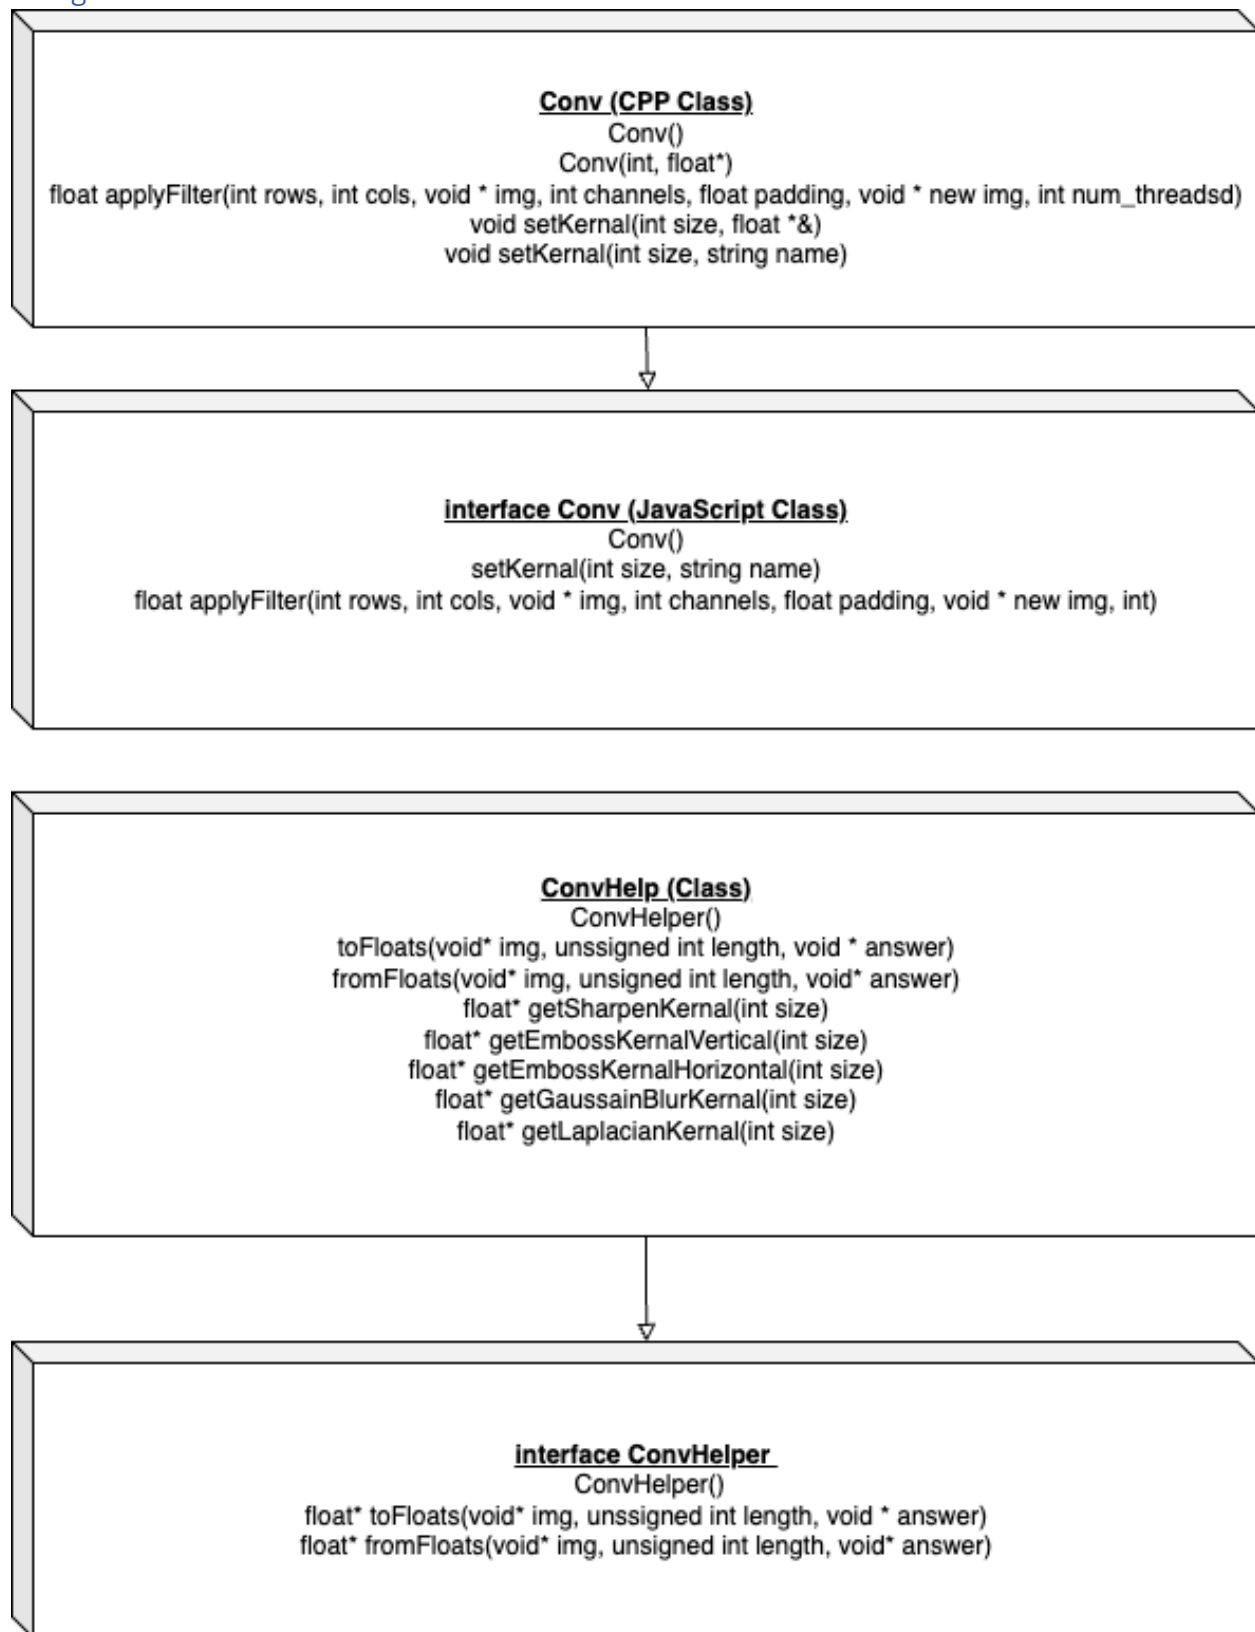 Conv (CPP Class)
Conv()
Conv(int, float*)
float applyFilter(int rows, int cols, void * img, int channels, float padding, void * new img, int num_threadsd)
void setKernal(int size, float *&)
void setKernal(int size, string name)
interface Conv (JavaScript Class)
Conv()
setKernal(int size, string name)
float applyFilter(int rows, int cols, void * img, int channels, float padding, void * new img, int)
ConvHelp (Class)
ConvHelper()
toFloats(void* img, unssigned int length, void * answer)
fromFloats(void* img, unsigned int length, void* answer)
float* getSharpenKernal(int size)
float* getEmbossKernalVertical(int size)
float* getEmbossKernalHorizontal(int size)
float* getGaussainBlurKernal(int size)
float* getLaplacianKernal(int size)
interface ConvHelper
ConvHelper()
float* toFloats(void* img, unssigned int length, void * answer)
float* fromFloats(void* img, unsigned int length, void* answer)